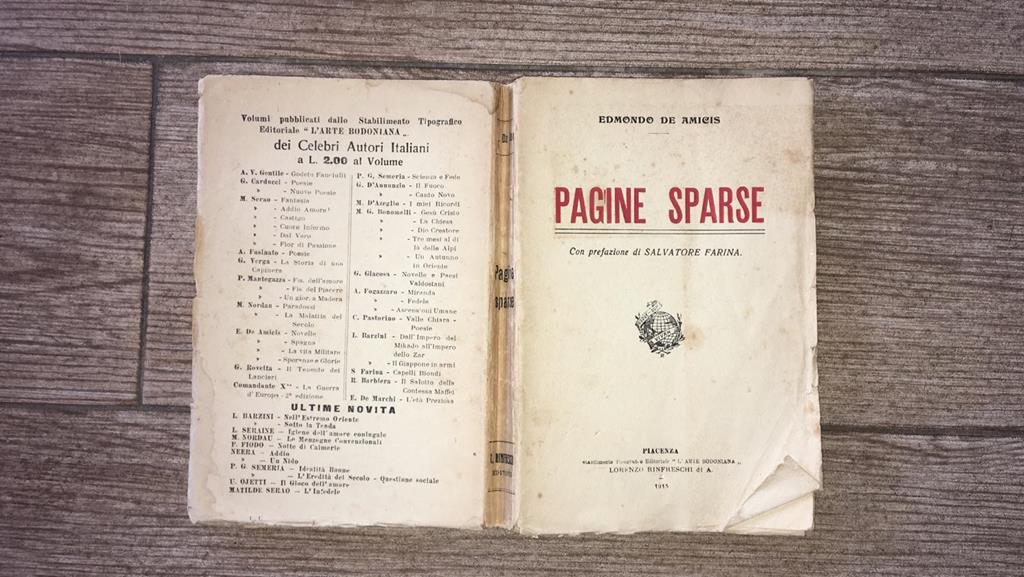 Volumi pubblicati dallo Stabilimento Tipografico
Editoriale " L'ARTE BODONIANA „
dei Celebri Autori Italiani
a L. 2.00 al Volume
A. V. Gentile - Godete Fanciulli
G. Carducci - Poesie
» - Nuove Poesie
M. Serao - Fantasia
» - Addio Amore!
» - Castigo
» - Cuore Infermo
» - Dal Vero
» - Fior di Passione
A. Fusinato - Poesie
G. Verga - La Storia di una
Capinera
P. Mantegazza - Fis. dell'amore
» - Fis. del Piacere
» - Un gior. a Madera
M. Nordau - Paradossi
» - La Malattia del
Secolo
E. De Amicis - Novelle
» - Spagna
» - La vita Militare
» - Speranze e Glorie
G. Rovetta - Il Tenente dei
Lancieri
Comandante X** - La Guerra
d'Europa - 2ª edizione
P. G. Semeria - Scienza e Fede
G. D'Annunzio - Il Fuoco
» - Canto Novo
M. D'Azeglio - I miei Ricordi
M. G. Bonomelli - Gesù Cristo
» - La Chiesa
» - Dio Creatore
» - Tre mesi al di
là delle Alpi
» - Un Autunno
in Oriente
G. Giacosa - Novelle e Paesi
Valdostani
A. Fogazzaro - Miranda
» - Fedele
» - Ascensioni Umane
C. Pastorino - Valle Chiara -
Poesie
L. Barzini - Dall'Impero del
Mikado all'Impero
dello Zar
» - Il Giappone in armi
S Farina - Capelli Biondi
R. Barbiera - Il Salotto della
Contessa Maffei
E. De Marchi - L'età Preziosa
ULTIME NOVITA
L. BARZINI - Nell'Estremo Oriente
» - Sotto la Tenda
L. SERAINE - Igiene dell'amore coniugale
M. NORDAU - Le Menzogne Convenzionali
P. FIODO - Notte di Calmerie
NEERA - Addio
» - Un Nido
P. G. SEMERIA - Idealità Buone
» - L'Eredità del Secolo - Questione sociale
U. OJETTI - Il Gioco dell'amore
MATILDE SERAO - L'Infedele
Pagine
sparse
EDITORE
EDMONDO DE AMICIS
PAGINE SPARSE
Con prefazione di SALVATORE FARINA.
PIACENZA
Stabilimento Tipografico Editoriale " L'ARTE BODONIANA „
LORENZO RINFRESCHI di A.
1915